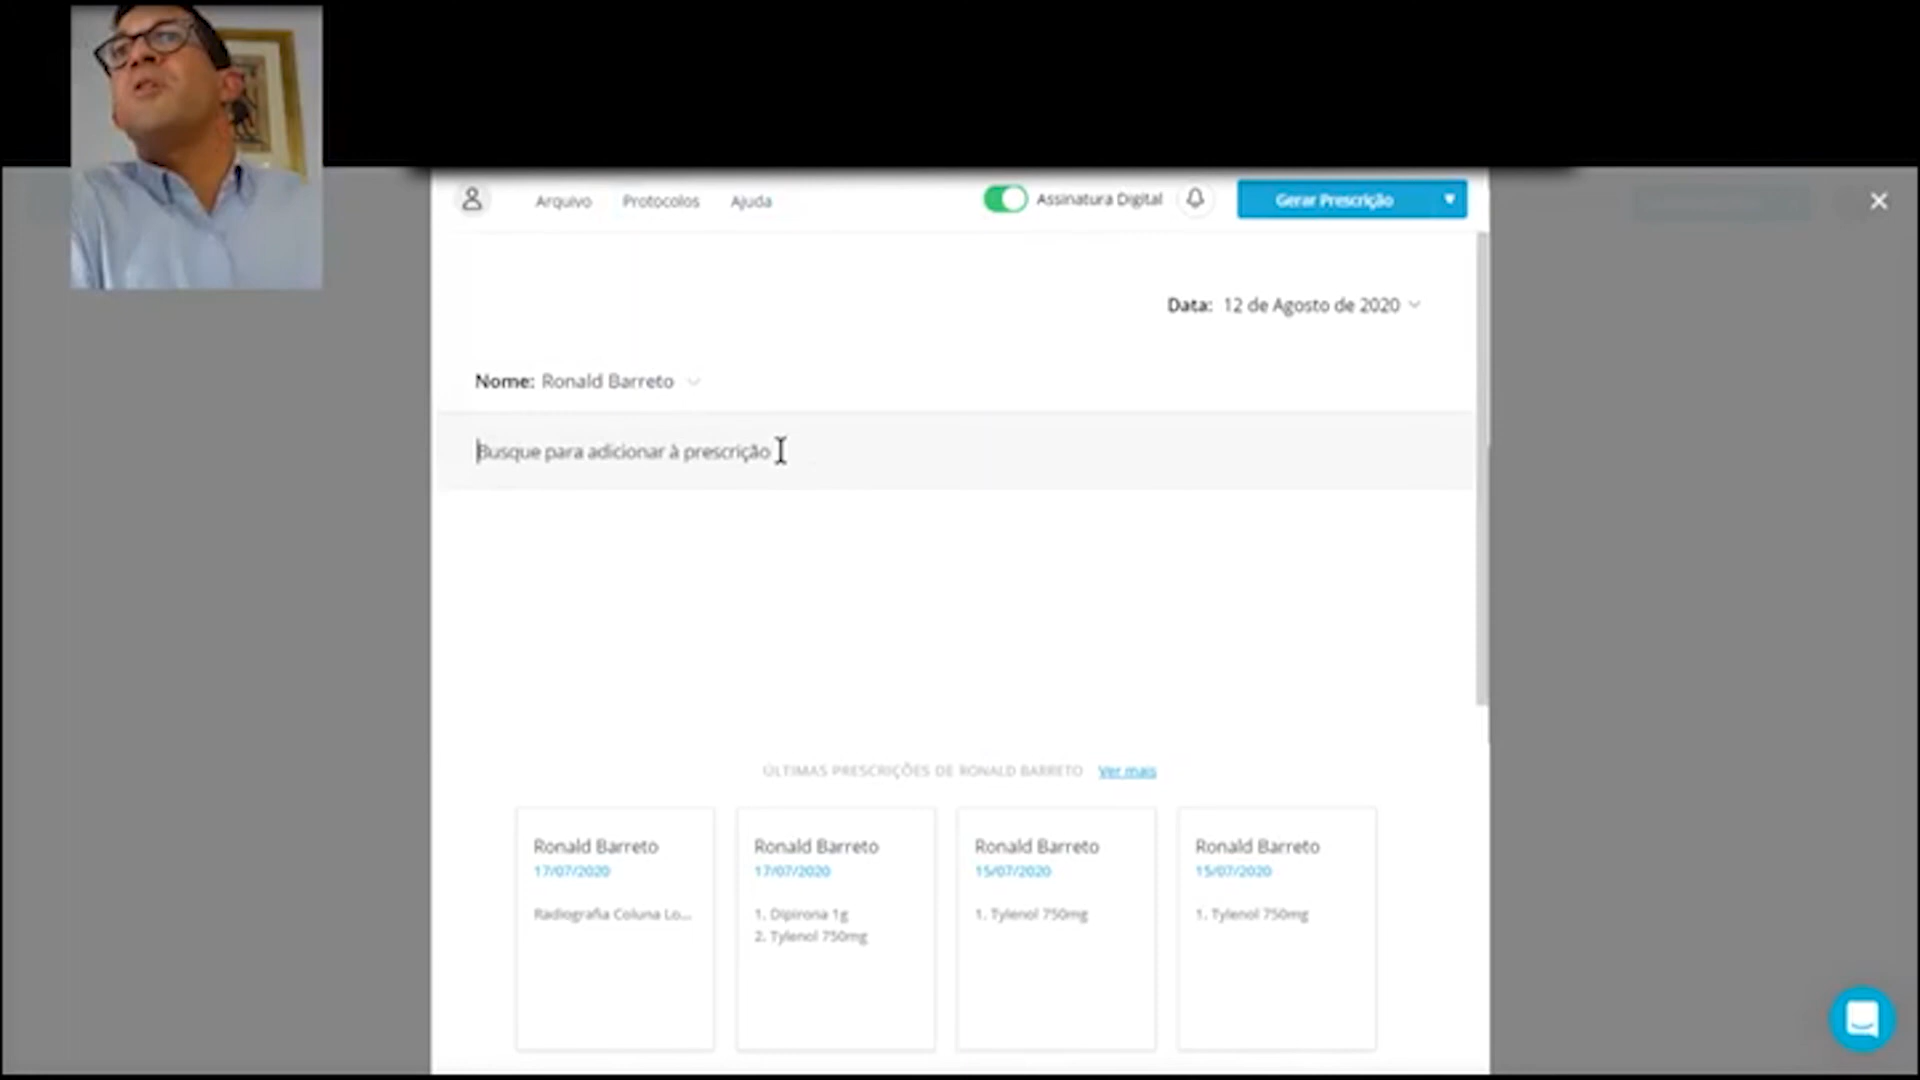 Arquivo Protocolos Ajuda Assinatura Digital Gerar Prescrição
Data: 12 de Agosto de 2020
Nome: Ronald Barreto
Busque para adicionar à prescrição
ÚLTIMAS PRESCRIÇÕES DE RONALD BARRETO Ver mais
Ronald Barreto
17/07/2020
Radiografia Coluna Lo...
Ronald Barreto
17/07/2020
1. Dipirona 1g
2. Tylenol 750mg
Ronald Barreto
15/07/2020
1. Tylenol 750mg
Ronald Barreto
15/07/2020
1. Tylenol 750mg